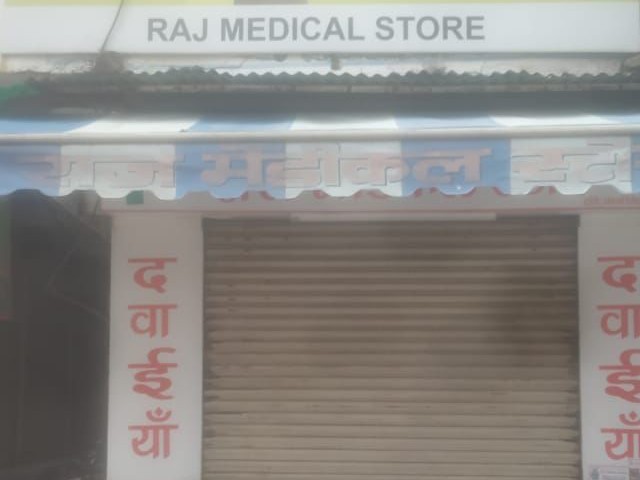 RAJ MEDICAL STORE
राज मेडीकल स्टो
द
वा
ई
याँ
द
वा
ई
याँ